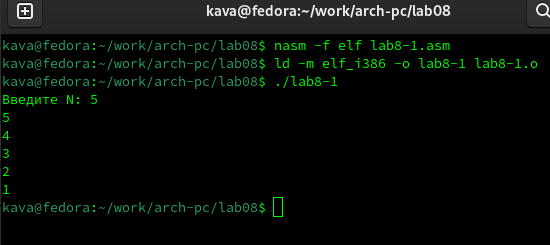 kava@fedora:~/work/arch-pc/lab08
kava@fedora:~/work/arch-pc/lab08$ nasm -f elf lab8-1.asm
kava@fedora:~/work/arch-pc/lab08$ ld -m elf_i386 -o lab8-1 lab8-1.o
kava@fedora:~/work/arch-pc/lab08$ ./lab8-1
Введите N: 5
5
4
3
2
1
kava@fedora:~/work/arch-pc/lab08$